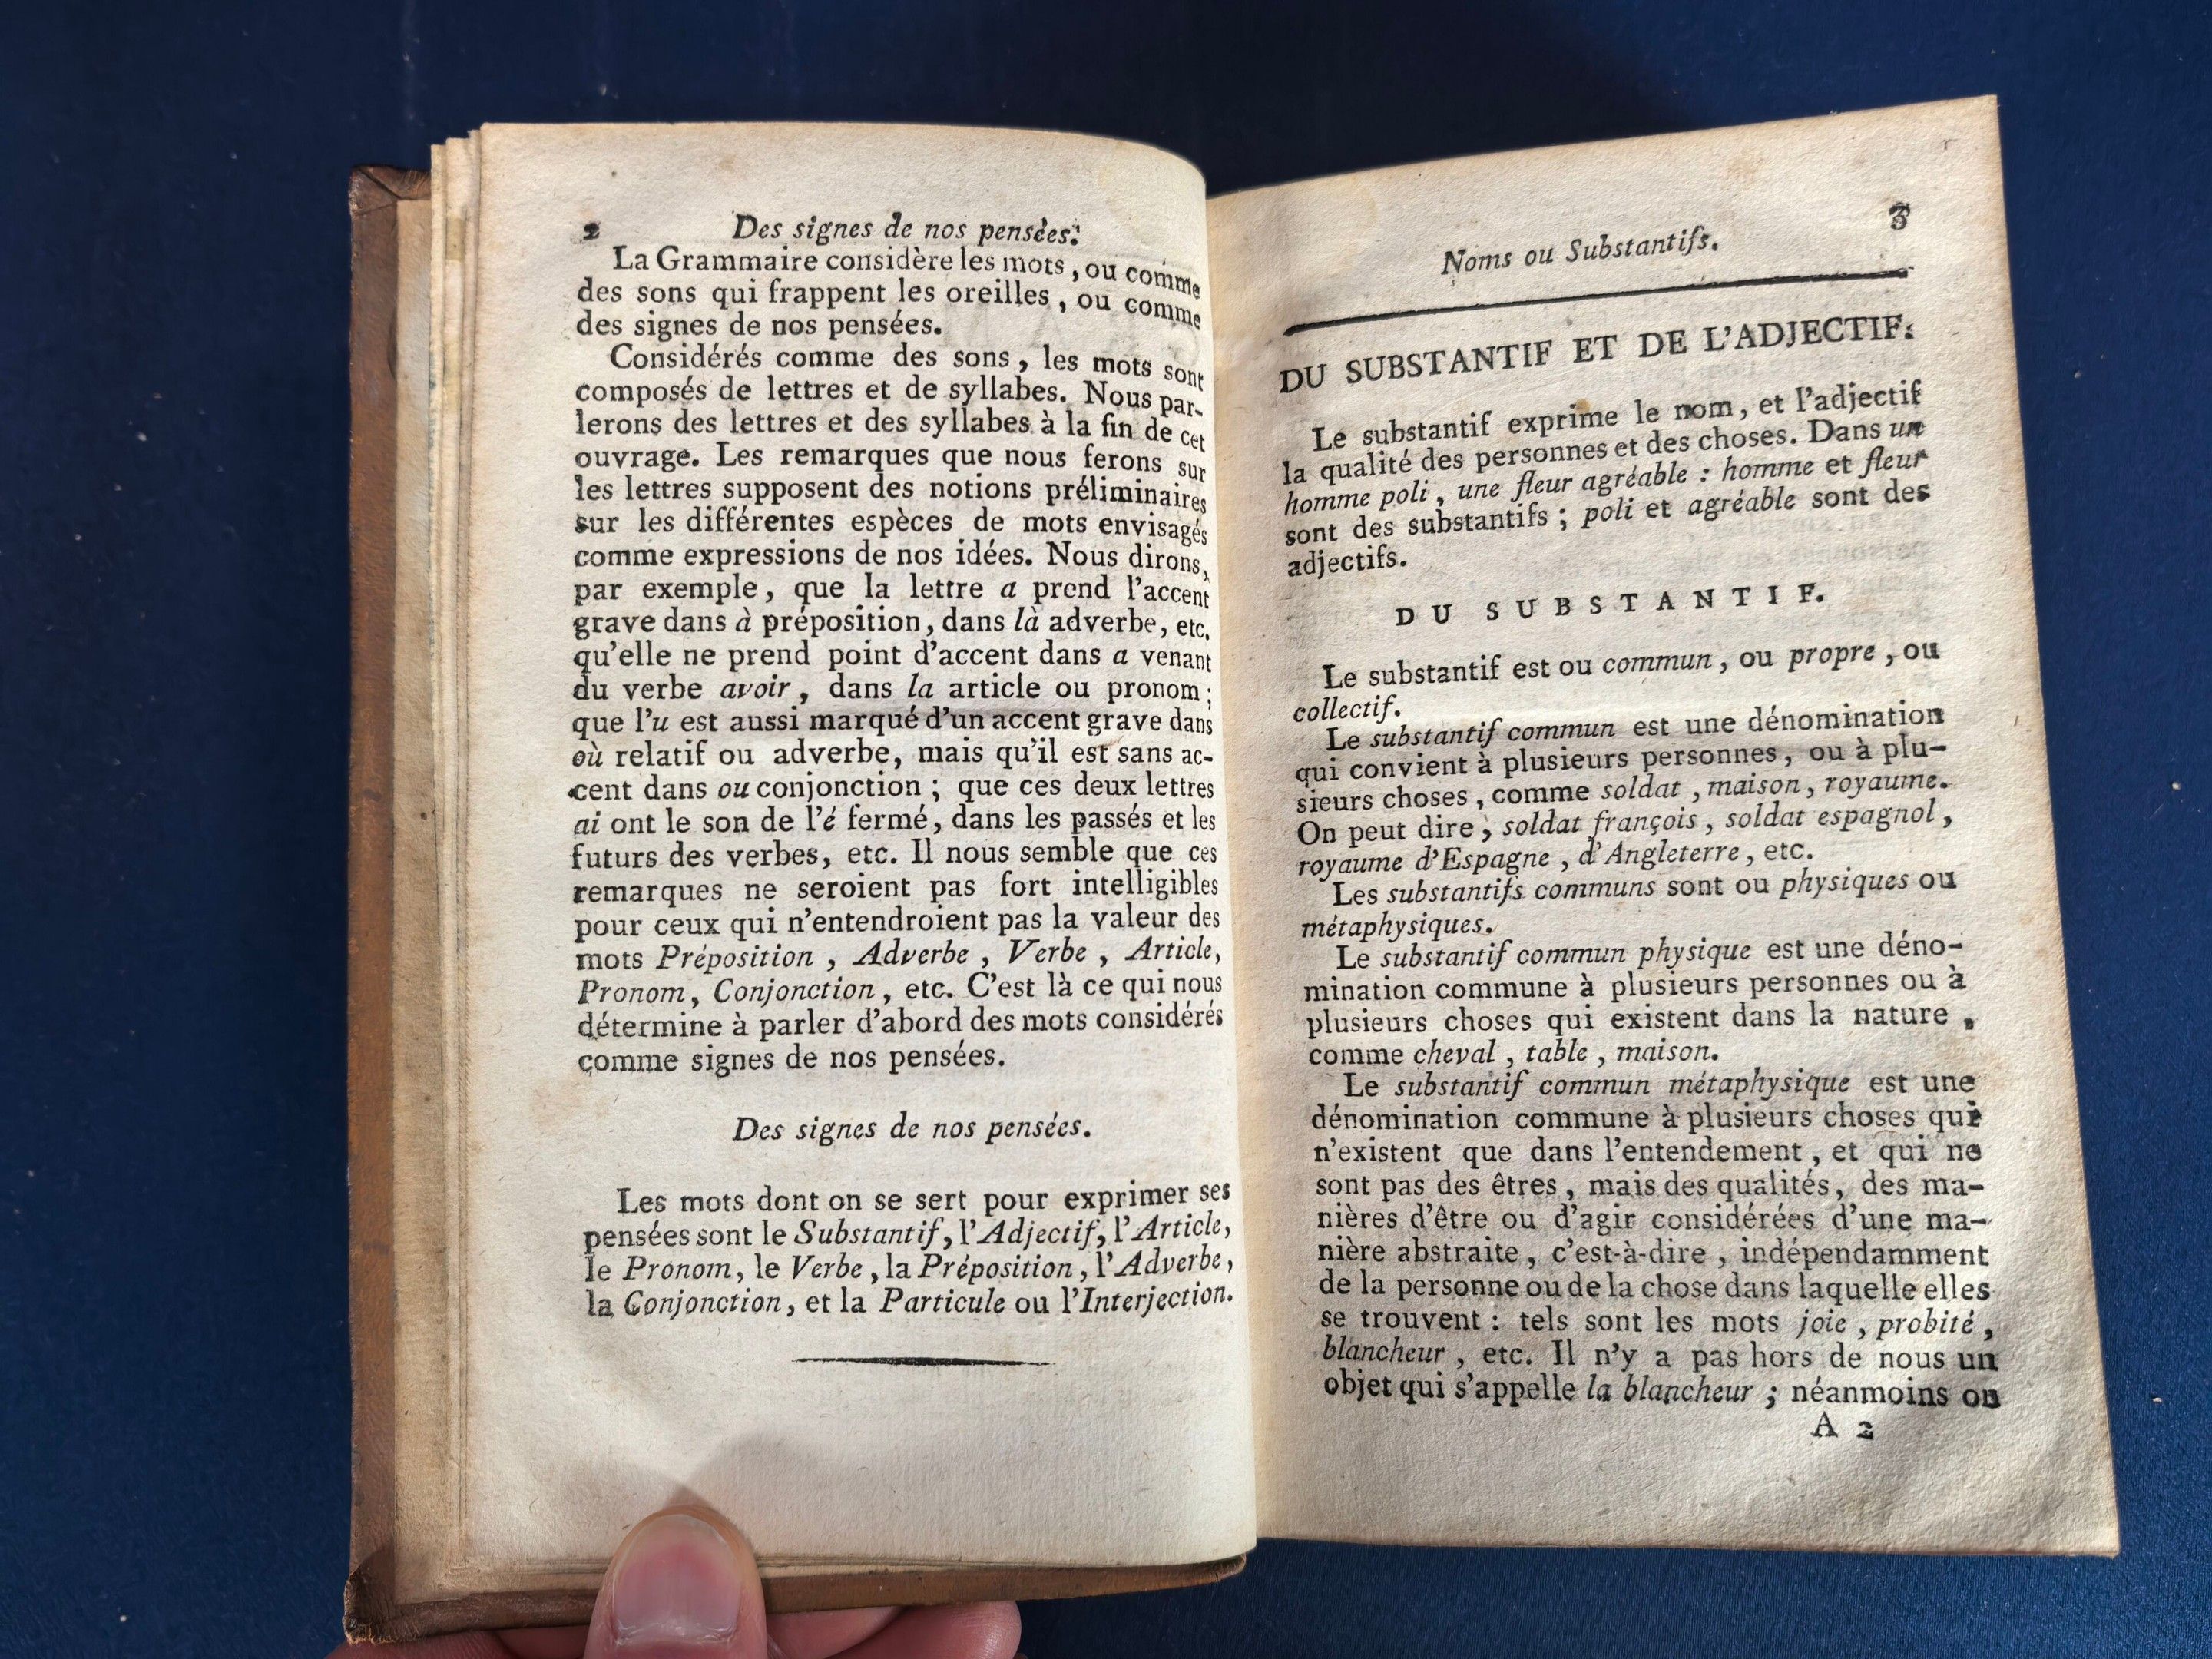 2 Des signes de nos pensées.
La Grammaire considère les mots, ou comme
des sons qui frappent les oreilles, ou comme
des signes de nos pensées.
Considérés comme des sons, les mots sont
composés de lettres et de syllabes. Nous par-
lerons des lettres et des syllabes à la fin de cet
ouvrage. Les remarques que nous ferons sur
les lettres supposent des notions préliminaires
sur les différentes espèces de mots envisagés
comme expressions de nos idées. Nous dirons,
par exemple, que la lettre a prend l'accent
grave dans à préposition, dans là adverbe, etc.
qu'elle ne prend point d'accent dans a venant
du verbe avoir, dans la article ou pronom;
que l'u est aussi marqué d'un accent grave dans
où relatif ou adverbe, mais qu'il est sans ac-
cent dans ou conjonction; que ces deux lettres
ai ont le son de l'é fermé, dans les passés et les
futurs des verbes, etc. Il nous semble que ces
remarques ne seroient pas fort intelligibles
pour ceux qui n'entendroient pas la valeur des
mots Préposition, Adverbe, Verbe, Article,
Pronom, Conjonction, etc. C'est là ce qui nous
détermine à parler d'abord des mots considérés
comme signes de nos pensées.
Des signes de nos pensées.
Les mots dont on se sert pour exprimer ses
pensées sont le Substantif, l'Adjectif, l'Article,
le Pronom, le Verbe, la Préposition, l'Adverbe,
la Conjonction, et la Particule ou l'Interjection.
Noms ou Substantifs. 3
DU SUBSTANTIF ET DE L'ADJECTIF.
Le substantif exprime le nom, et l'adjectif
la qualité des personnes et des choses. Dans un
homme poli, une fleur agréable : homme et fleur
sont des substantifs; poli et agréable sont des
adjectifs.
DU SUBSTANTIF.
Le substantif est ou commun, ou propre, ou
collectif.
Le substantif commun est une dénomination
qui convient à plusieurs personnes, ou à plu-
sieurs choses, comme soldat, maison, royaume.
On peut dire, soldat françois, soldat espagnol,
royaume d'Espagne, d'Angleterre, etc.
Les substantifs communs sont ou physiques ou
métaphysiques.
Le substantif commun physique est une déno-
mination commune à plusieurs personnes ou à
plusieurs choses qui existent dans la nature,
comme cheval, table, maison.
Le substantif commun métaphysique est une
dénomination commune à plusieurs choses qui
n'existent que dans l'entendement, et qui ne
sont pas des êtres, mais des qualités, des ma-
nières d'être ou d'agir considérées d'une ma-
nière abstraite, c'est-à-dire, indépendamment
de la personne ou de la chose dans laquelle elles
se trouvent : tels sont les mots joie, probité,
blancheur, etc. Il n'y a pas hors de nous un
objet qui s'appelle la blancheur; néanmoins on
A 2